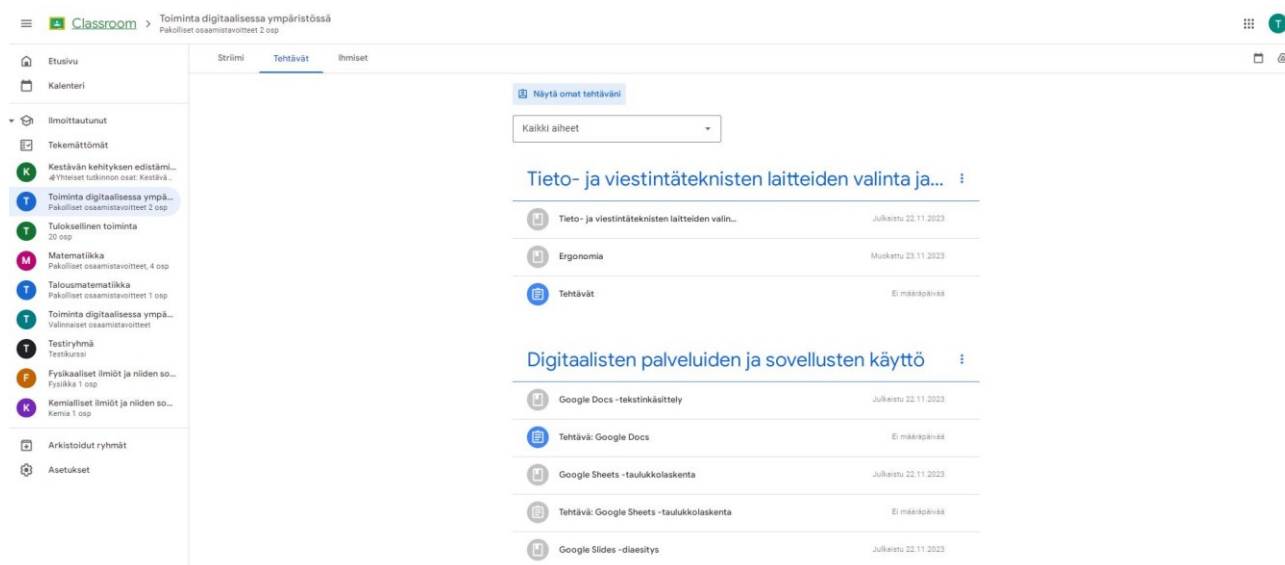 Classroom > Toiminta digitaalisessa ympäristössä
Pakolliset osaamistavoitteet 2 osp
T
Etusivu
Kalenteri
Ilmoittautunut
Tekemättömät
K
Kestävän kehityksen edistämi...
Yhteiset tutkinnon osat: Kestävä...
T
Toiminta digitaalisessa ympä...
Pakolliset osaamistavoitteet 2 osp
T
Tuloksellinen toiminta
20 osp
M
Matematiikka
Pakolliset osaamistavoitteet, 4 osp
T
Talousmatematiikka
Pakolliset osaamistavoitteet 1 osp
T
Toiminta digitaalisessa ympä...
Valinnaiset osaamistavoitteet
T
Testiryhmä
Testikurssi
F
Fysikaaliset ilmiöt ja niiden so...
Fysiikka 1 osp
K
Kemialliset ilmiöt ja niiden so...
Kemia 1 osp
Arkistoidut ryhmät
Asetukset
Striimi Tehtävät Ihmiset
Näytä omat tehtäväni
Kaikki aiheet
Tieto- ja viestintäteknisten laitteiden valinta ja...
Tieto- ja viestintäteknisten laitteiden valin... Julkaistu 22.11.2023
Ergonomia Muokattu 23.11.2023
Tehtävät Ei määräpäivää
Digitaalisten palveluiden ja sovellusten käyttö
Google Docs -tekstinkäsittely Julkaistu 22.11.2023
Tehtävä: Google Docs Ei määräpäivää
Google Sheets -taulukkolaskenta Julkaistu 22.11.2023
Tehtävä: Google Sheets -taulukkolaskenta Ei määräpäivää
Google Slides -diaesitys Julkaistu 22.11.2023